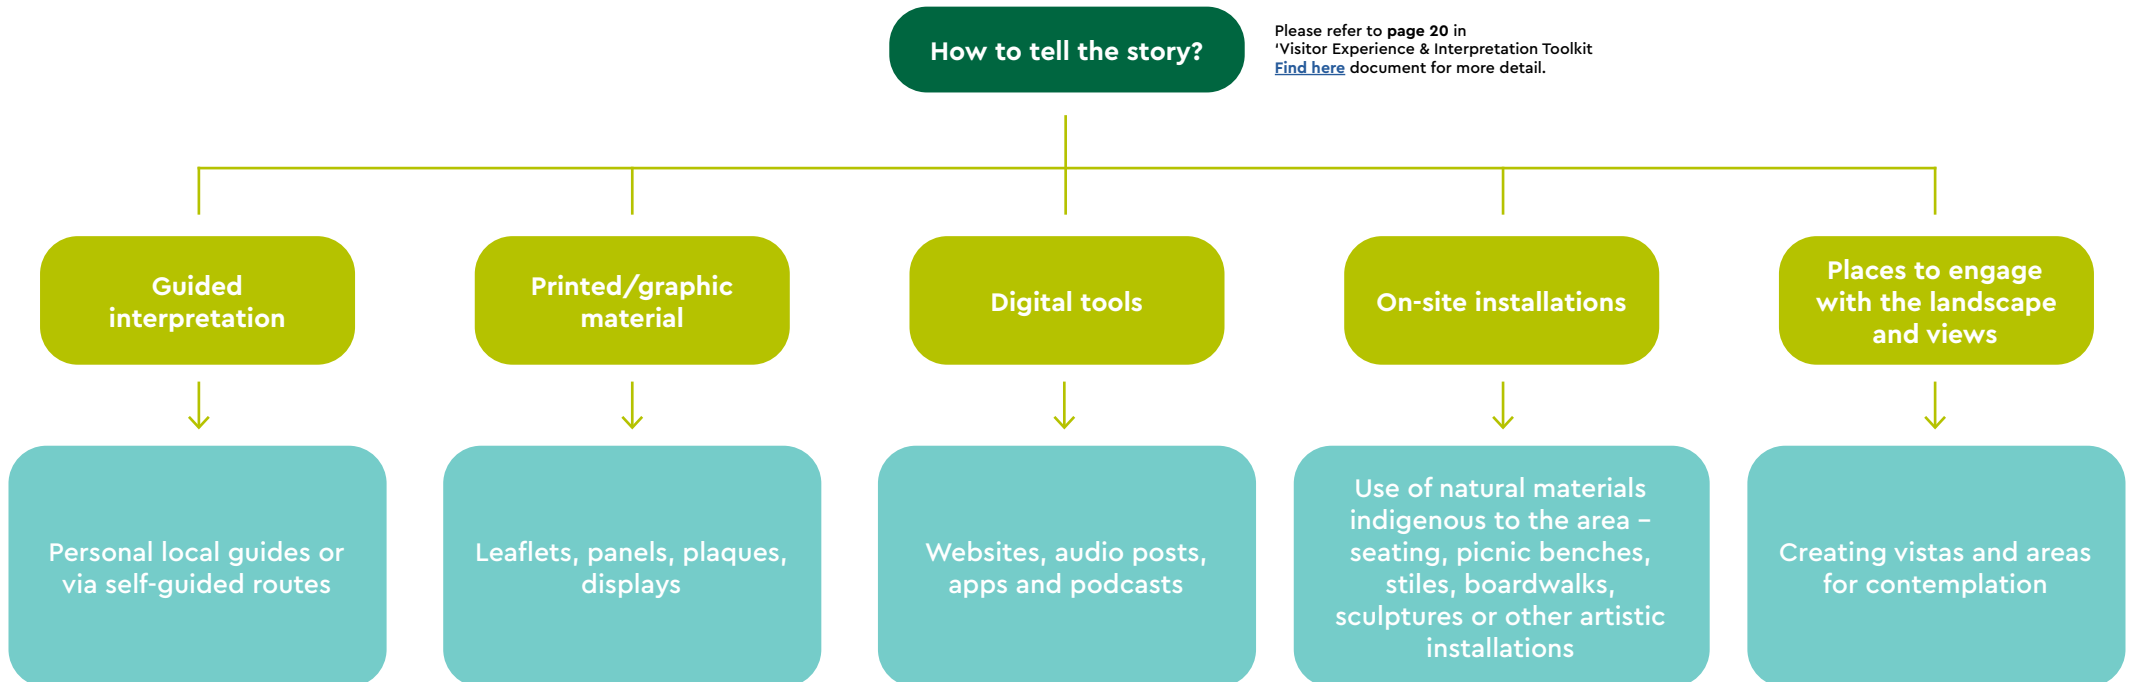 How to tell the story?
Please refer to page 20 in
‘Visitor Experience & Interpretation Toolkit
Find here document for more detail.
Guided
interpretation
Printed/graphic
material
Digital tools
On-site installations
Places to engage
with the landscape
and views
Personal local guides or
via self-guided routes
Leaflets, panels, plaques,
displays
Websites, audio posts,
apps and podcasts
Use of natural materials
indigenous to the area –
seating, picnic benches,
stiles, boardwalks,
sculptures or other artistic
installations
Creating vistas and areas
for contemplation